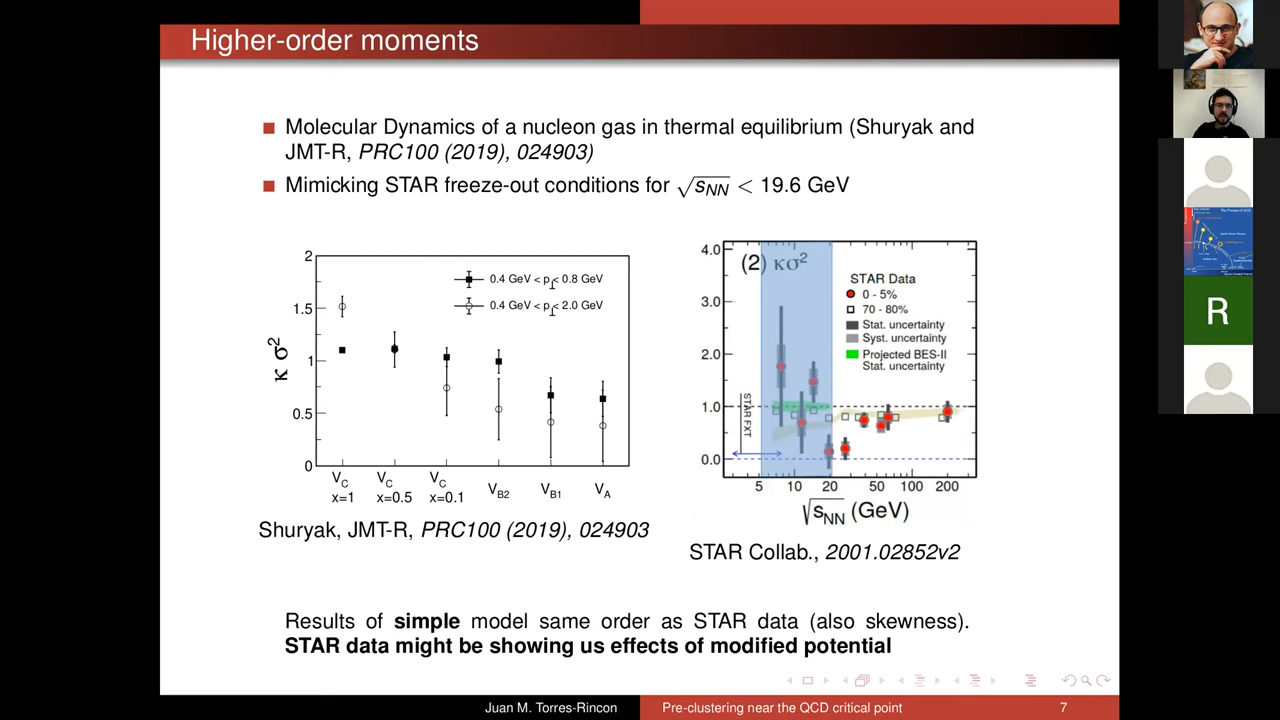 Higher-order moments
Molecular Dynamics of a nucleon gas in thermal equilibrium (Shuryak and
JMT-R, PRC100 (2019), 024903)
Mimicking STAR freeze-out conditions for √sNN < 19.6 GeV
2
1.5
1
0.5
0
κ σ²
0.4 GeV < p_T < 0.8 GeV
0.4 GeV < p_T < 2.0 GeV
VC VC VC VB2 VB1 VA
x=1 x=0.5 x=0.1
Shuryak, JMT-R, PRC100 (2019), 024903
4.0
3.0
2.0
1.0
0.0
(2) κσ²
STAR Data
0 - 5%
70 - 80%
Stat. uncertainty
Syst. uncertainty
Projected BES-II
Stat. uncertainty
STAR FXT
5 10 20 50 100 200
√sNN (GeV)
STAR Collab., 2001.02852v2
Results of simple model same order as STAR data (also skewness).
STAR data might be showing us effects of modified potential
Juan M. Torres-Rincon
Pre-clustering near the QCD critical point
7
R